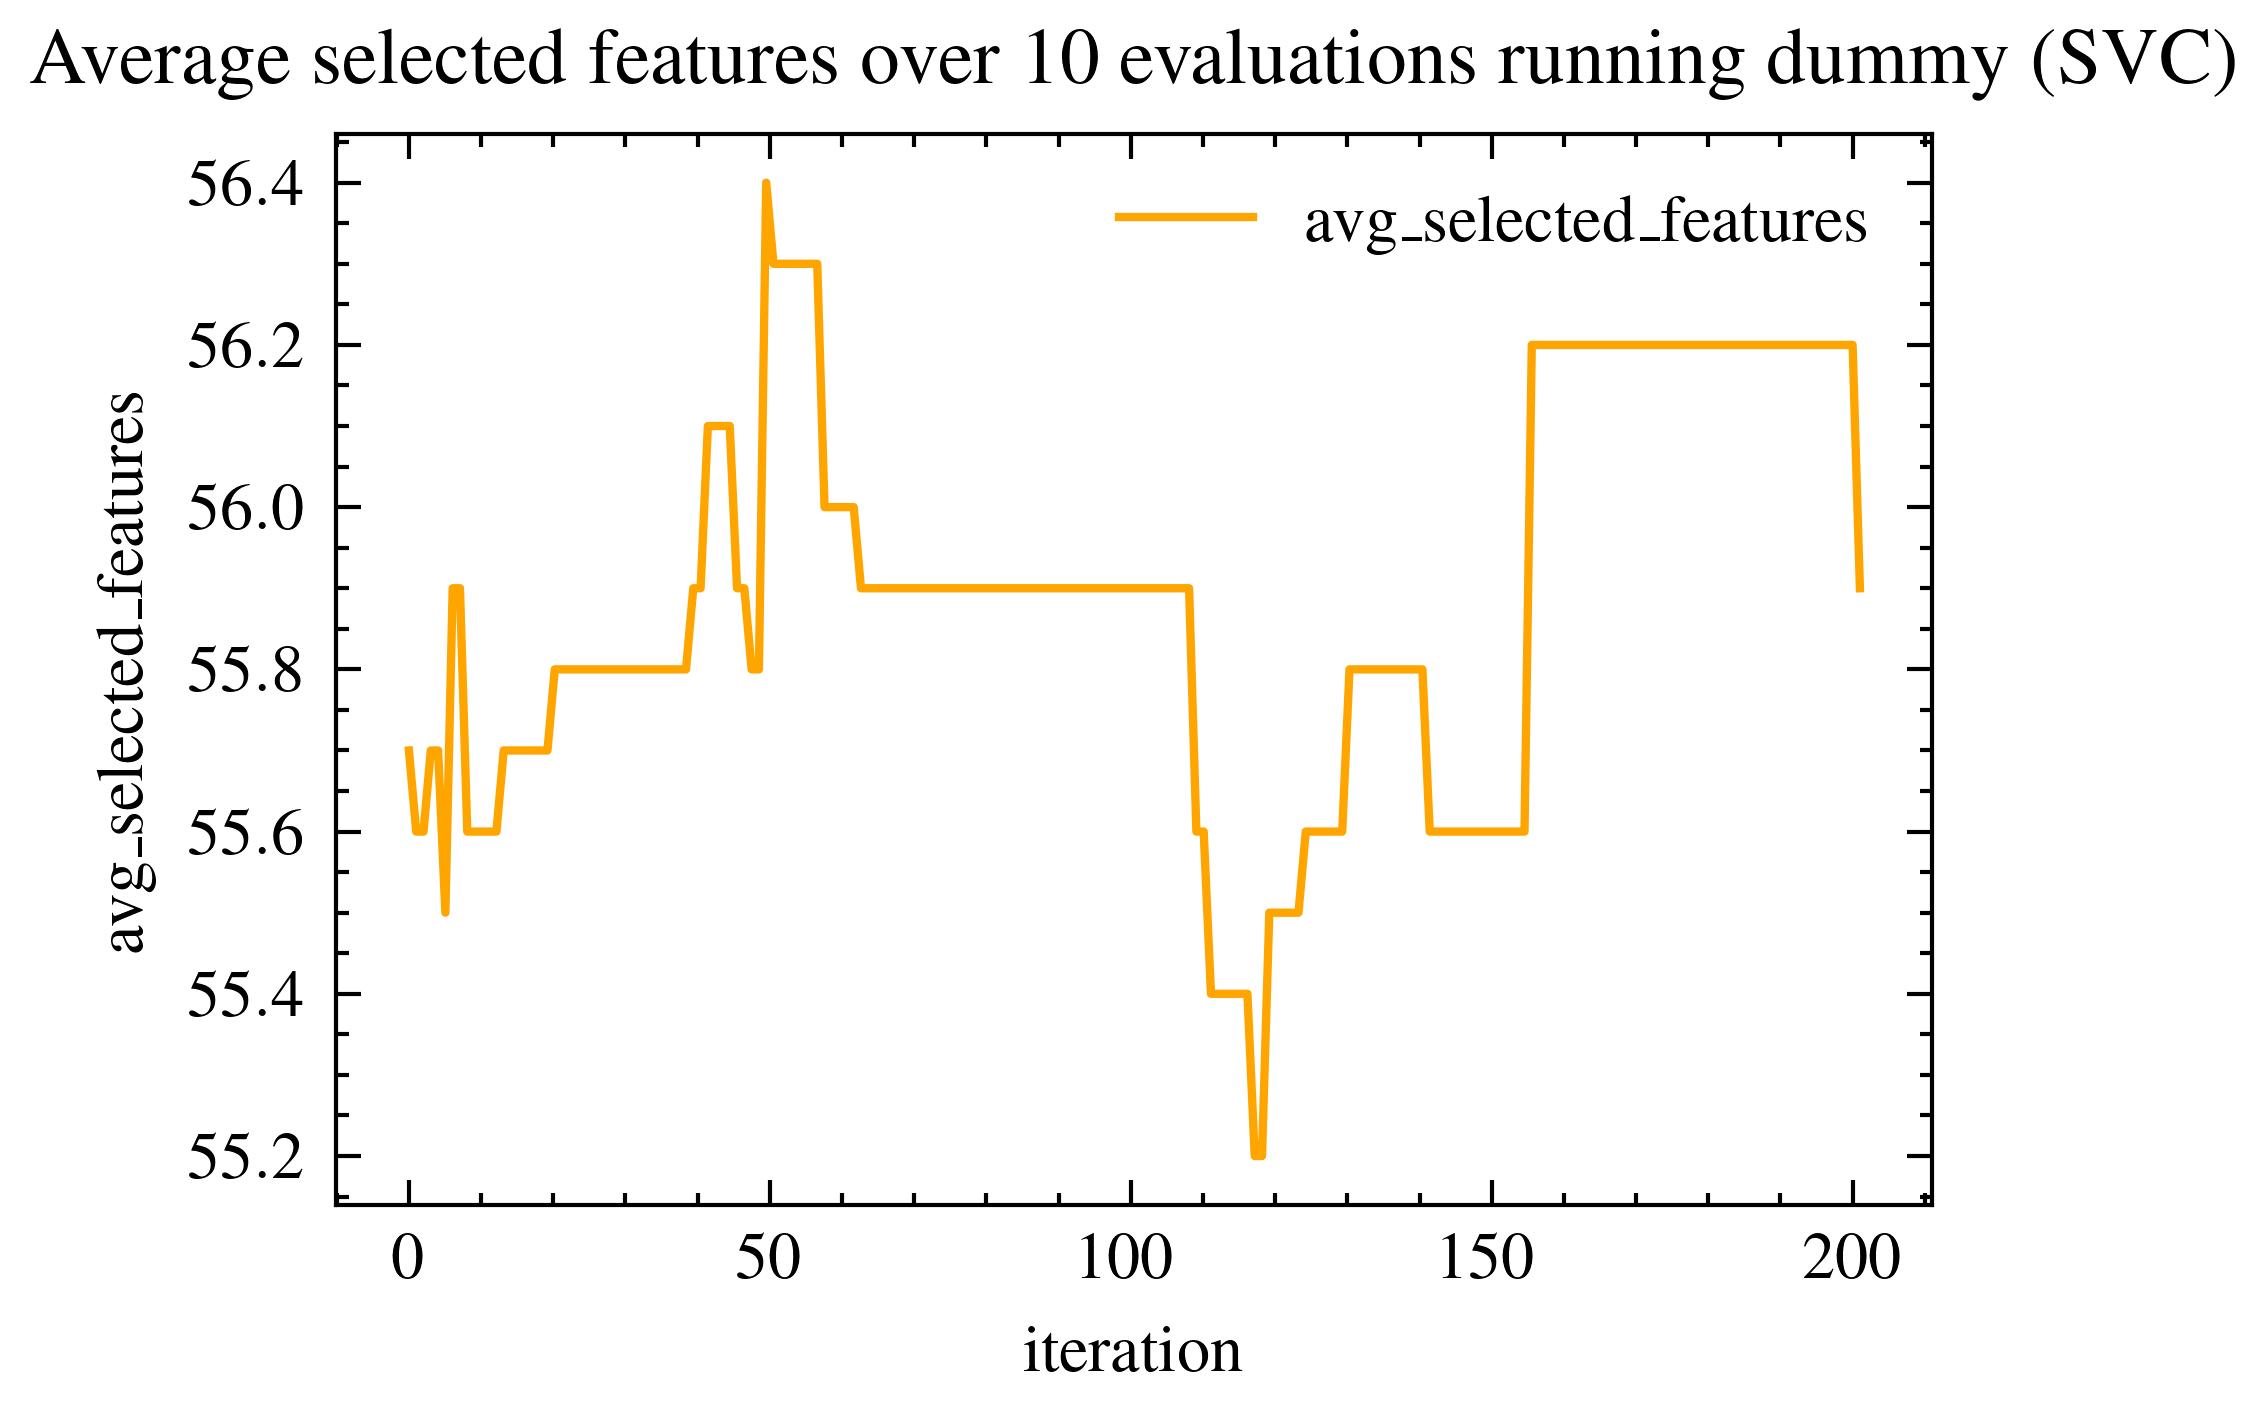 Average selected features over 10 evaluations running dummy (SVC)
avg_selected_features
56.4
56.2
56.0
55.8
55.6
55.4
55.2
avg_selected_features
0 50 100 150 200
iteration